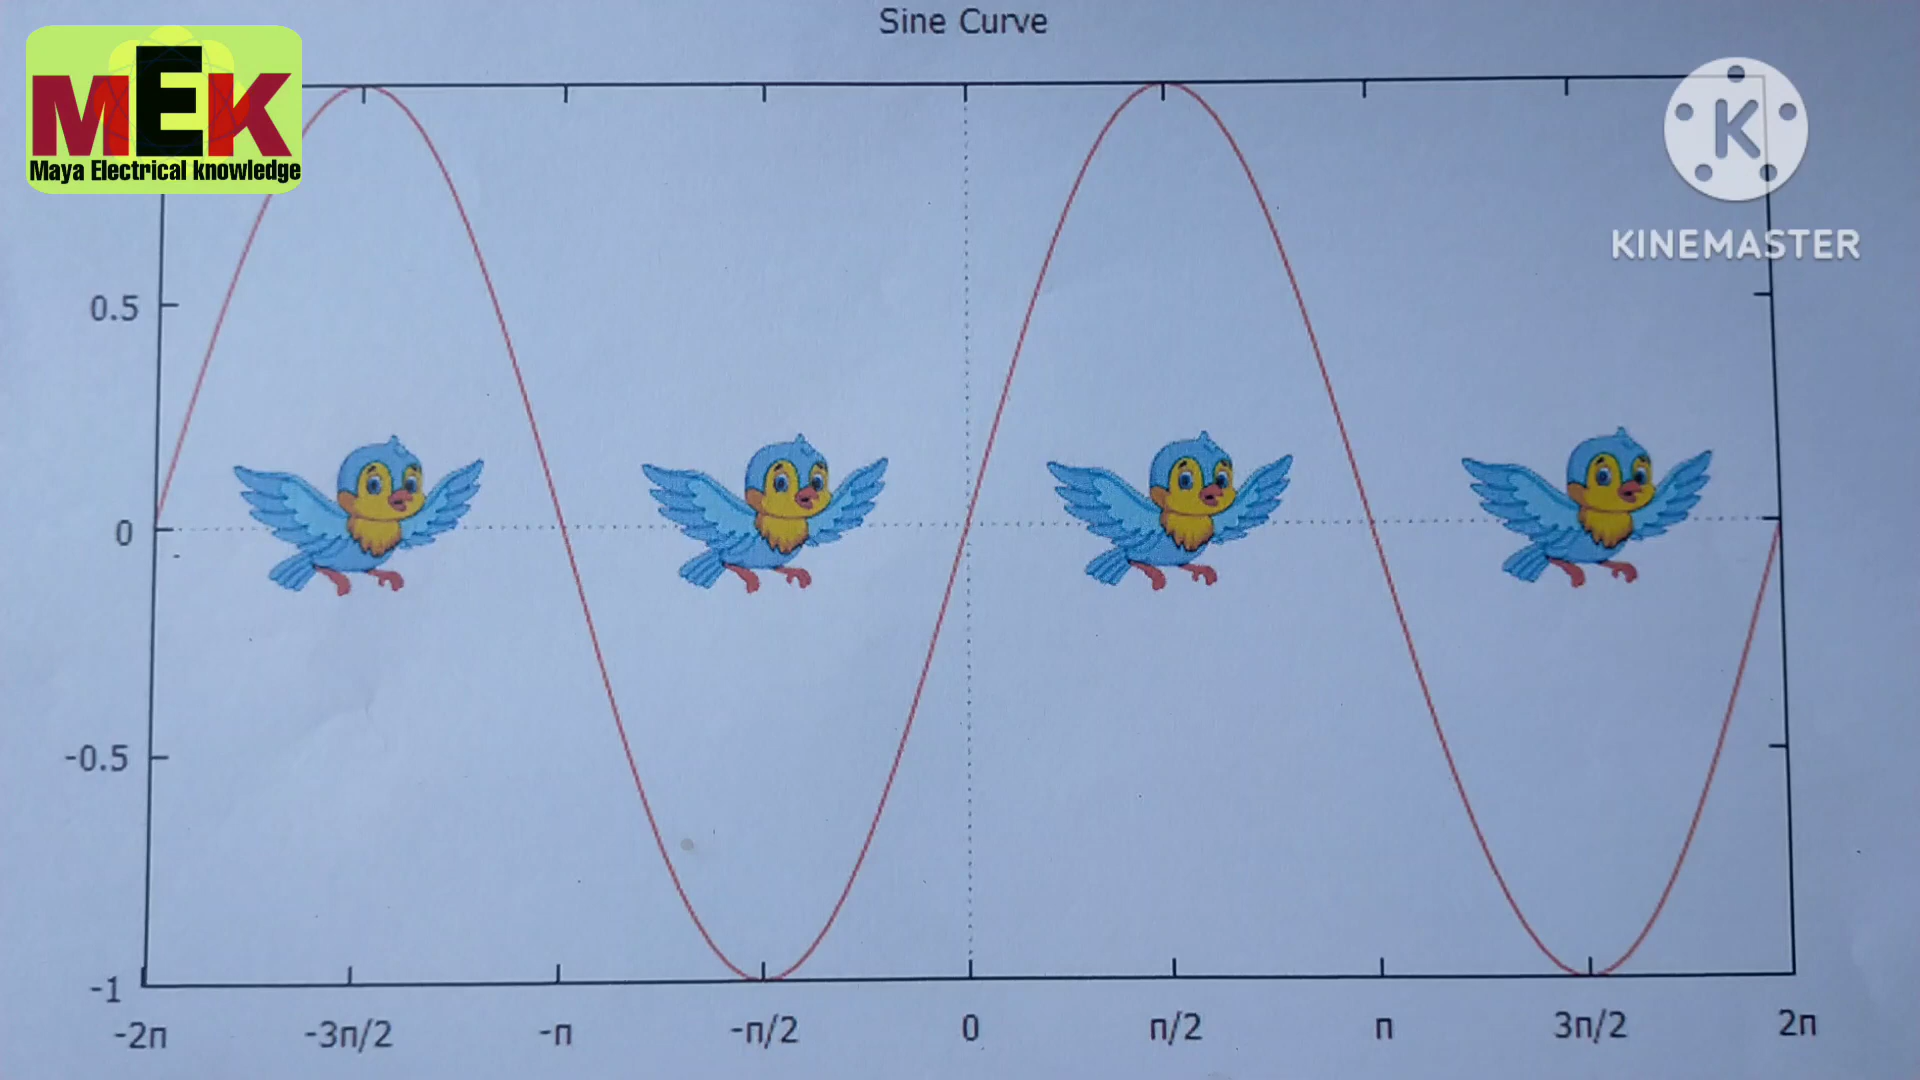 Sine Curve
MEK
Maya Electrical knowledge
K
KINEMASTER
0.5
0
-0.5
-1
-2π -3π/2 -π -π/2 0 π/2 π 3π/2 2π